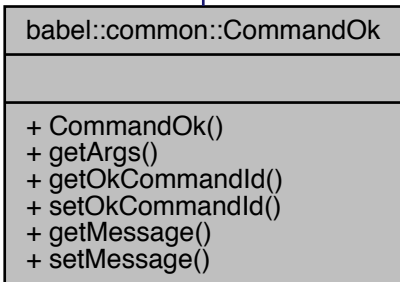 babel::common::CommandOk
+ CommandOk()
+ getArgs()
+ getOkCommandId()
+ setOkCommandId()
+ getMessage()
+ setMessage()